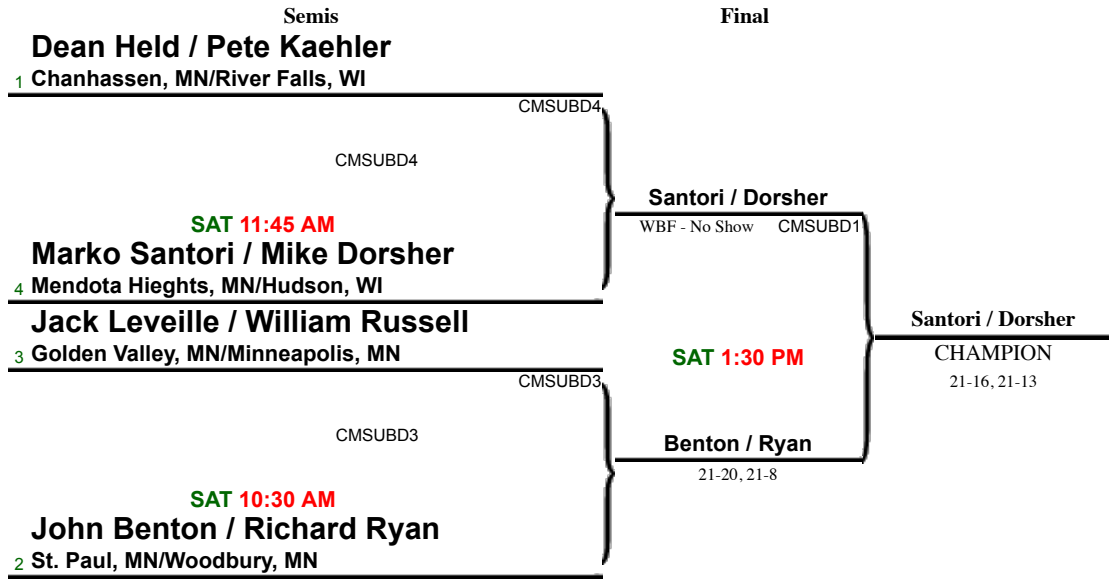 Semis
Final
Dean Held / Pete Kaehler
1 Chanhassen, MN/River Falls, WI
CMSUBD4
CMSUBD4
SAT 11:45 AM
Santori / Dorsher
WBF - No Show CMSUBD1
Marko Santori / Mike Dorsher
4 Mendota Hieghts, MN/Hudson, WI
Jack Leveille / William Russell
3 Golden Valley, MN/Minneapolis, MN
Santori / Dorsher
CHAMPION
21-16, 21-13
SAT 1:30 PM
CMSUBD3
CMSUBD3
Benton / Ryan
21-20, 21-8
SAT 10:30 AM
John Benton / Richard Ryan
2 St. Paul, MN/Woodbury, MN